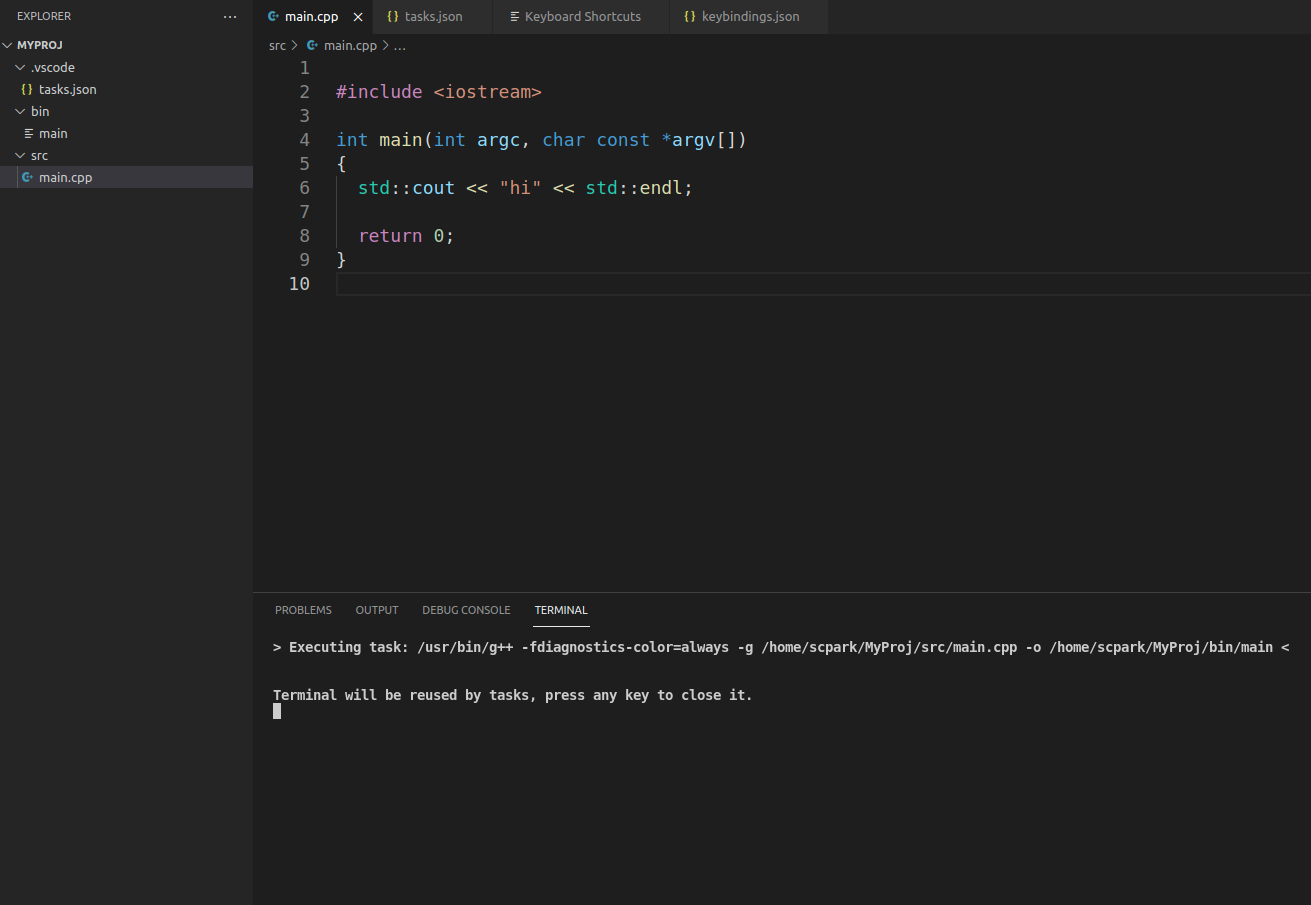 EXPLORER ...
MYPROJ
.vscode
{} tasks.json
bin
main
src
main.cpp
main.cpp × {} tasks.json Keyboard Shortcuts {} keybindings.json
src > main.cpp > ...
1
2 #include <iostream>
3
4 int main(int argc, char const *argv[])
5 {
6 std::cout << "hi" << std::endl;
7
8 return 0;
9 }
10
PROBLEMS OUTPUT DEBUG CONSOLE TERMINAL
> Executing task: /usr/bin/g++ -fdiagnostics-color=always -g /home/scpark/MyProj/src/main.cpp -o /home/scpark/MyProj/bin/main <
Terminal will be reused by tasks, press any key to close it.